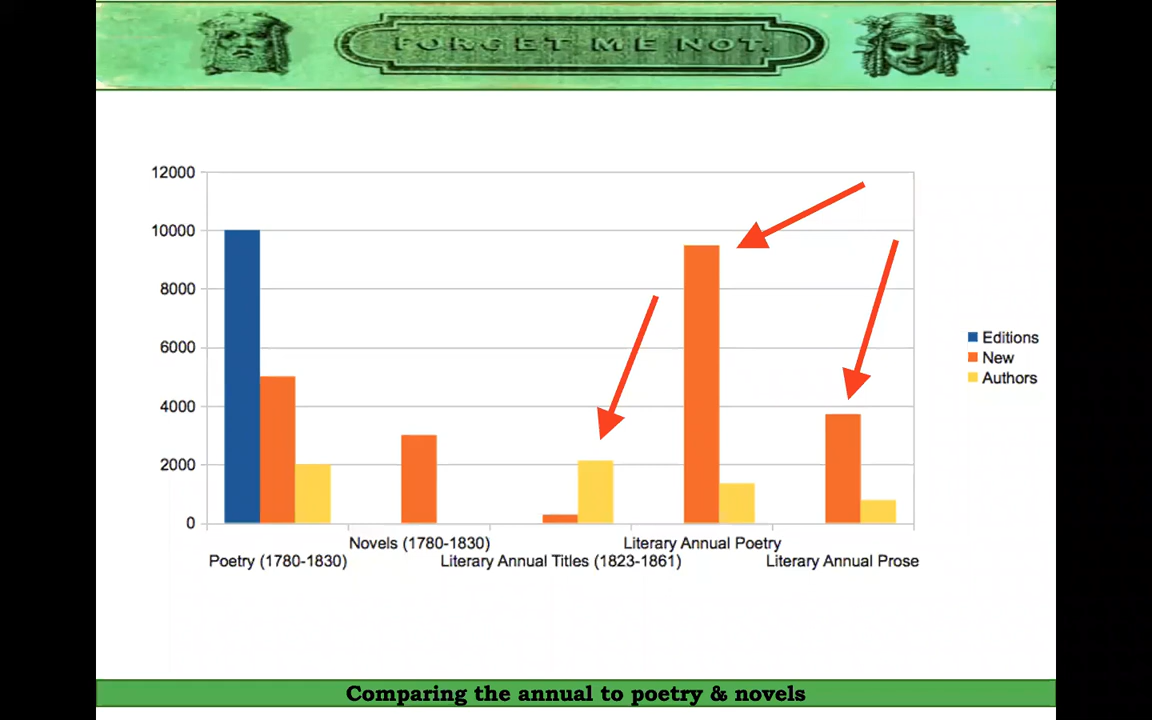 FORGET ME NOT.
12000
10000
8000
6000
4000
2000
0
Poetry (1780-1830)
Novels (1780-1830)
Literary Annual Titles (1823-1861)
Literary Annual Poetry
Literary Annual Prose
Editions
New
Authors
Comparing the annual to poetry & novels